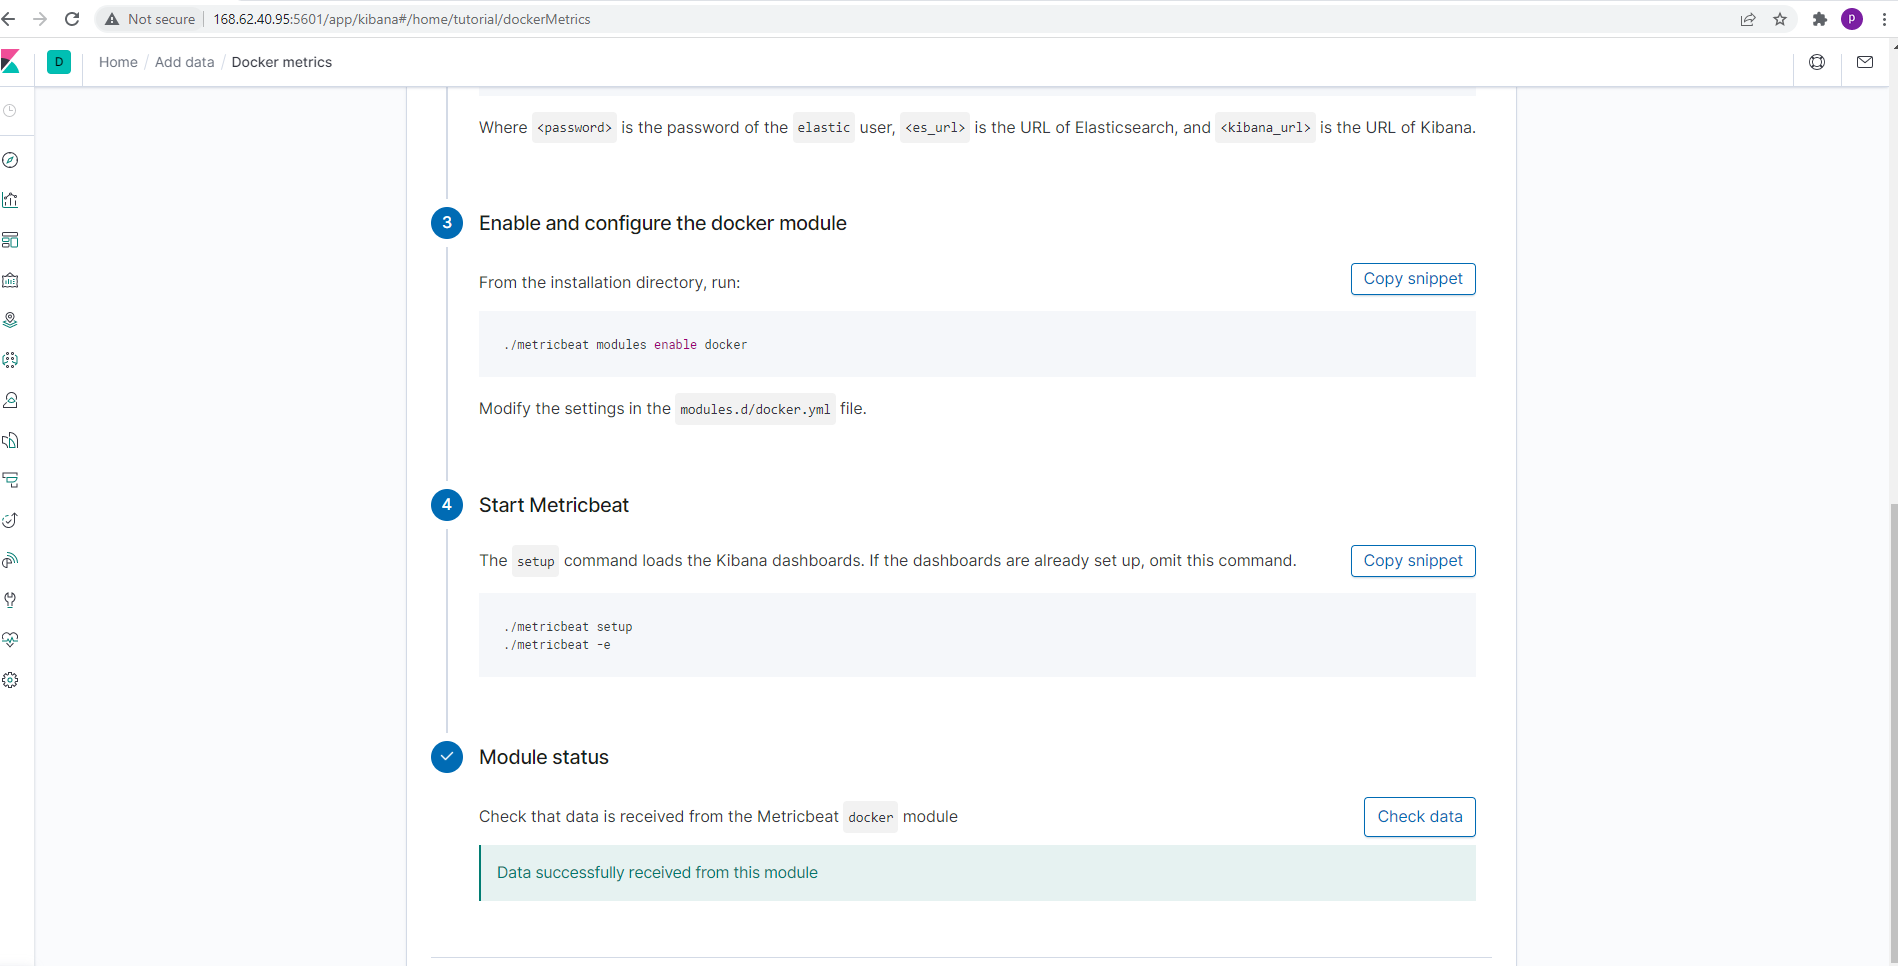 Not secure
168.62.40.95:5601/app/kibana#/home/tutorial/dockerMetrics
P
D
Home / Add data / Docker metrics
Where <password> is the password of the elastic user, <es_url> is the URL of Elasticsearch, and <kibana_url> is the URL of Kibana.
3 Enable and configure the docker module
From the installation directory, run:
Copy snippet
./metricbeat modules enable docker
Modify the settings in the modules.d/docker.yml file.
4 Start Metricbeat
The setup command loads the Kibana dashboards. If the dashboards are already set up, omit this command.
Copy snippet
./metricbeat setup
./metricbeat -e
Module status
Check that data is received from the Metricbeat docker module
Check data
Data successfully received from this module